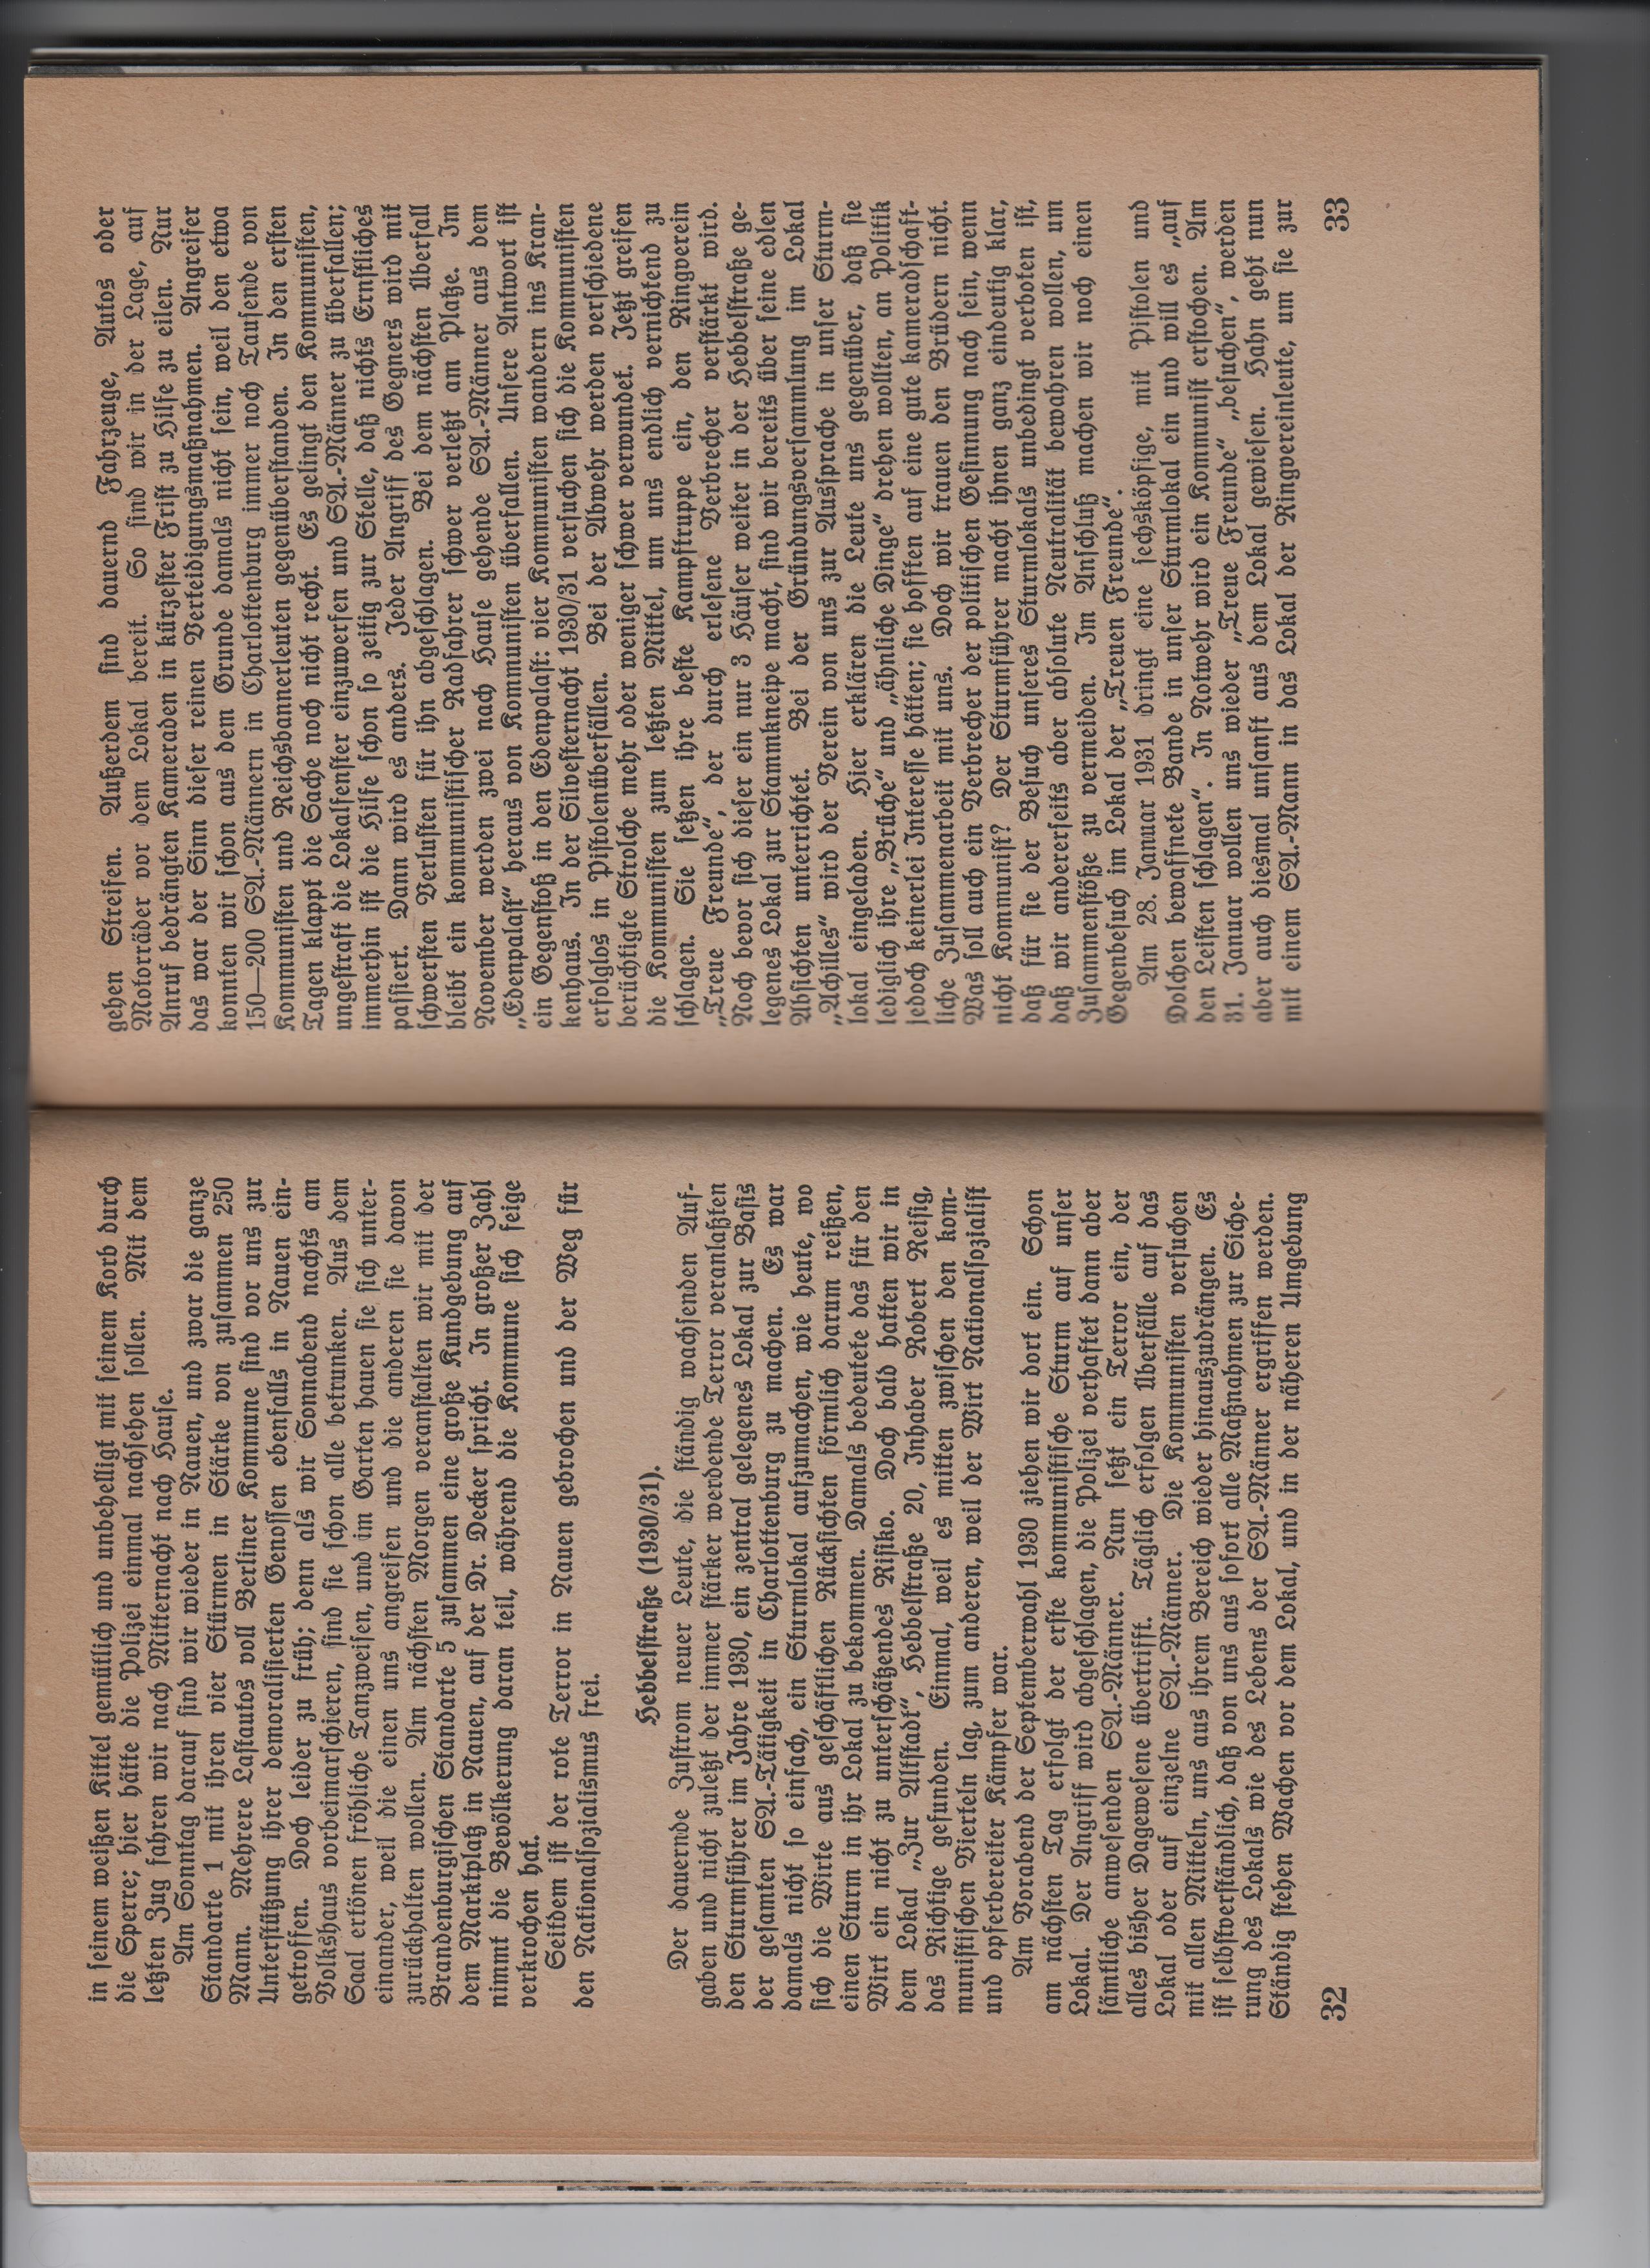 in seinem weißen Kittel gemütlich und unbehelligt mit seinem Korb durch
die Sperre; hier hätte die Polizei einmal nachsehen sollen. Mit dem
letzten Zug fahren wir nach Mitternacht nach Hause.
Am Sonntag darauf sind wir wieder in Nauen, und zwar die ganze
Standarte 1 mit ihren vier Stürmen in Stärke von zusammen 250
Mann. Mehrere Lastautos voll Berliner Kommune sind vor uns zur
Unterstützung ihrer demoralsierten Genossen ebenfalls in Nauen ein-
getroffen. Doch leider zu früh; denn als wir Sonnabend nachts am
Volkshaus vorbeimarschieren, sind sie schon alle betrunken. Aus dem
Saal ertönen fröhliche Tanzweisen, und im Garten hauen sie sich unter-
einander, weil die einen uns angreifen und die anderen sie davon
zurückhalten wollen. Am nächsten Morgen veranstalten wir mit der
Brandenburgischen Standarte 5 zusammen eine große Kundgebung auf
dem Marktplatz in Nauen, auf der Dr. Decker spricht. In großer Zahl
nimmt die Bevölkerung daran teil, während die Kommune sich feige
verkrochen hat.
Seitdem ist der rote Terror in Nauen gebrochen und der Weg für
den Nationalsozialismus frei.
Hebbelstraße (1930/31).
Der dauernde Zustrom neuer Leute, die ständig wachsenden Auf-
gaben und nicht zuletzt der immer stärker werdende Terror veranlaßten
den Sturmführer im Jahre 1930, ein zentral gelegenes Lokal zur Basis
der gesamten SA.-Tätigkeit in Charlottenburg zu machen. Es war
damals nicht so einfach, ein Sturmlokal aufzumachen, wie heute, wo
sich die Wirte aus geschäftlichen Rücksichten förmlich darum reißen,
einen Sturm in ihr Lokal zu bekommen. Damals bedeutete das für den
Wirt ein nicht zu unterschätzendes Risiko. Doch bald hatten wir in
dem Lokal „Zur Altstadt“, Hebbelstraße 20, Inhaber Robert Reisig,
das Richtige gefunden. Einmal, weil es mitten zwischen den kom-
munistischen Vierteln lag, zum anderen, weil der Wirt Nationalsozialist
und opferbereiter Kämpfer war.
Am Vorabend der Septemberwahl 1930 ziehen wir dort ein. Schon
am nächsten Tag erfolgt der erste kommunistische Sturm auf unser
Lokal. Der Angriff wird abgeschlagen, die Polizei verhaftet dann aber
sämtliche anwesenden SA.-Männer. Nun setzt ein Terror ein, der
alles bisher Dagewesene übertrifft. Täglich erfolgen Überfälle auf das
Lokal oder auf einzelne SA.-Männer. Die Kommunisten versuchen
mit allen Mitteln, uns aus ihrem Bereich wieder hinauszudrängen. Es
ist selbstverständlich, daß von uns aus sofort alle Maßnahmen zur Siche-
rung des Lokals wie des Lebens der SA.-Männer ergriffen werden.
Ständig stehen Wachen vor dem Lokal, und in der näheren Umgebung
32
gehen Streifen. Außerdem sind dauernd Fahrzeuge, Autos oder
Motorräder vor dem Lokal bereit. So sind wir in der Lage, auf
Anruf bedrängten Kameraden in kürzester Frist zu Hilfe zu eilen. Nur
das war der Sinn dieser reinen Verteidigungsmaßnahmen. Angreifer
konnten wir schon aus dem Grunde damals nicht sein, weil den etwa
150—200 SA.-Männern in Charlottenburg immer noch Tausende von
Kommunisten und Reichsbannerleuten gegenüberstanden. In den ersten
Tagen klappt die Sache noch nicht recht. Es gelingt den Kommunisten,
ungestraft die Lokalfenster einzuwerfen und SA.-Männer zu überfallen;
immerhin ist die Hilfe schon so zeitig zur Stelle, daß nichts Ernstliches
passiert. Dann wird es anders. Jeder Angriff des Gegners wird mit
schwersten Verlusten für ihn abgeschlagen. Bei dem nächsten Überfall
bleibt ein kommunistischer Radfahrer schwer verletzt am Platze. Im
November werden zwei nach Hause gehende SA.-Männer aus dem
„Edenpalast“ heraus von Kommunisten überfallen. Unsere Antwort ist
ein Gegenstoß in den Edenpalast: vier Kommunisten wandern ins Kran-
kenhaus. In der Silvesternacht 1930/31 versuchen sich die Kommunisten
erfolglos in Pistolenüberfällen. Bei der Abwehr werden verschiedene
berüchtigte Strolche mehr oder weniger schwer verwundet. Jetzt greifen
die Kommunisten zum letzten Mittel, um uns endlich vernichtend zu
schlagen. Sie setzen ihre beste Kampftruppe ein, den Ringverein
„Treue Freunde“, der durch erlesene Verbrecher verstärkt wird.
Noch bevor sich dieser ein nur 3 Häuser weiter in der Hebbelstraße ge-
legenes Lokal zur Stammkneipe macht, sind wir bereits über seine edlen
Absichten unterrichtet. Bei der Gründungsversammlung im Lokal
„Achilles“ wird der Verein von uns zur Aussprache in unser Sturm-
lokal eingeladen. Hier erklären die Leute uns gegenüber, daß sie
lediglich ihre „Brüche“ und „ähnliche Dinge“ drehen wollten, an Politik
jedoch keinerlei Interesse hätten; sie hofften auf eine gute kameradschaft-
liche Zusammenarbeit mit uns. Doch wir trauen den Brüdern nicht.
Was soll auch ein Verbrecher der politischen Gesinnung nach sein, wenn
nicht Kommunist? Der Sturmführer macht ihnen ganz eindeutig klar,
daß für sie der Besuch unseres Sturmlokals unbedingt verboten ist,
daß wir andererseits aber absolute Neutralität bewahren wollen, um
Zusammenstöße zu vermeiden. Im Anschluß machen wir noch einen
Gegenbesuch im Lokal der „Treuen Freunde“.
Am 28. Januar 1931 dringt eine sechsköpfige, mit Pistolen und
Dolchen bewaffnete Bande in unser Sturmlokal ein und will es „auf
den Leisten schlagen“. In Notwehr wird ein Kommunist erstochen. Am
31. Januar wollen uns wieder „Treue Freunde“ „besuchen“, werden
aber auch diesmal unsanft aus dem Lokal gewiesen. Hahn geht nun
mit einem SA.-Mann in das Lokal der Ringvereinleute, um sie zur
33